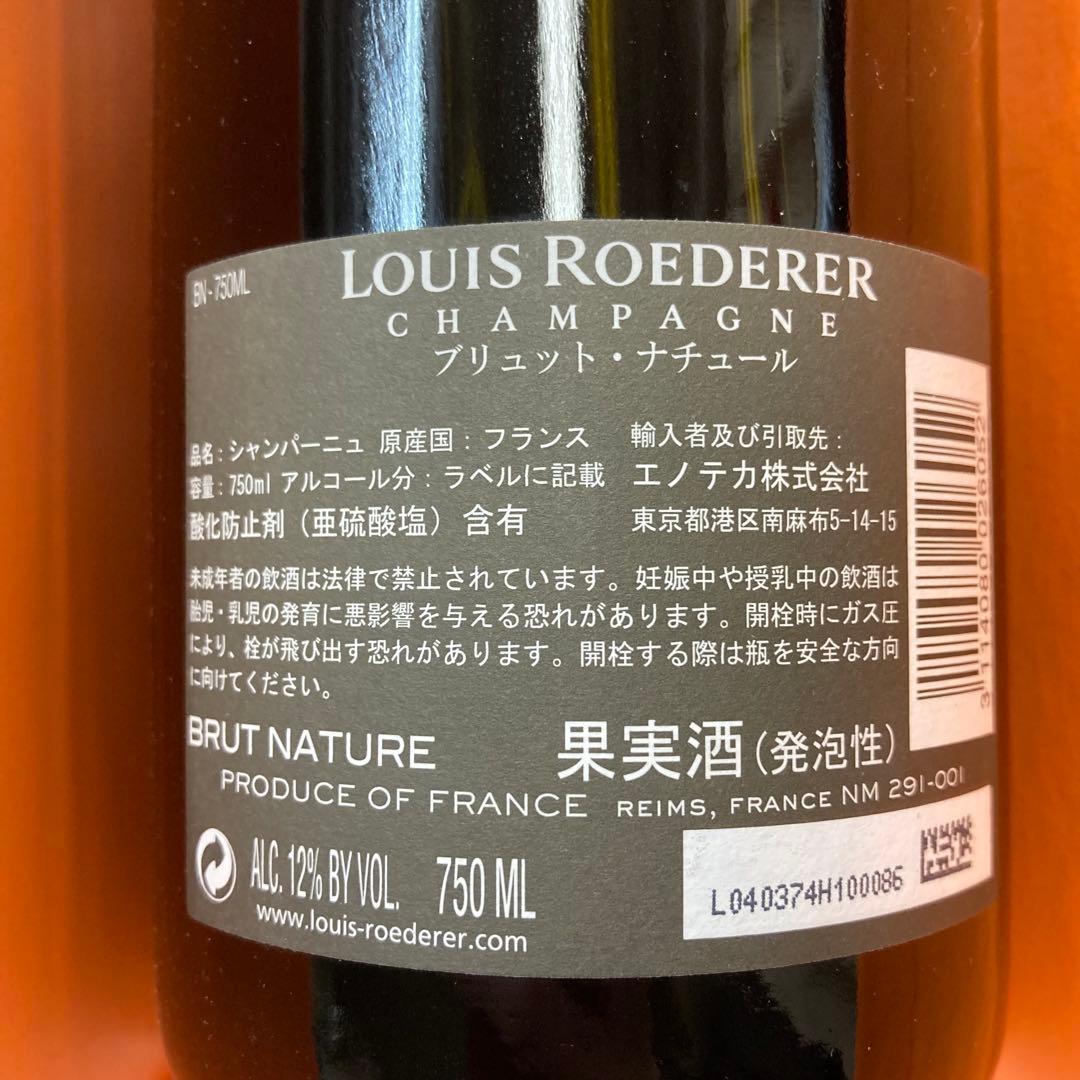 BN - 750ML
LOUIS ROEDERER
CHAMPAGNE
ブリュット・ナチュール
品名：シャンパーニュ 原産国：フランス
容量：750ml アルコール分：ラベルに記載
酸化防止剤（亜硫酸塩）含有
輸入者及び引取先：
エノテカ株式会社
東京都港区南麻布5-14-15
未成年者の飲酒は法律で禁止されています。妊娠中や授乳中の飲酒は
胎児・乳児の発育に悪影響を与える恐れがあります。開栓時にガス圧
により、栓が飛び出す恐れがあります。開栓する際は瓶を安全な方向
に向けてください。
3 114080 026052
BRUT NATURE
果実酒(発泡性)
PRODUCE OF FRANCE
REIMS, FRANCE NM 291-001
ALC. 12% BY VOL. 750 ML
www.louis-roederer.com
L040374H100086